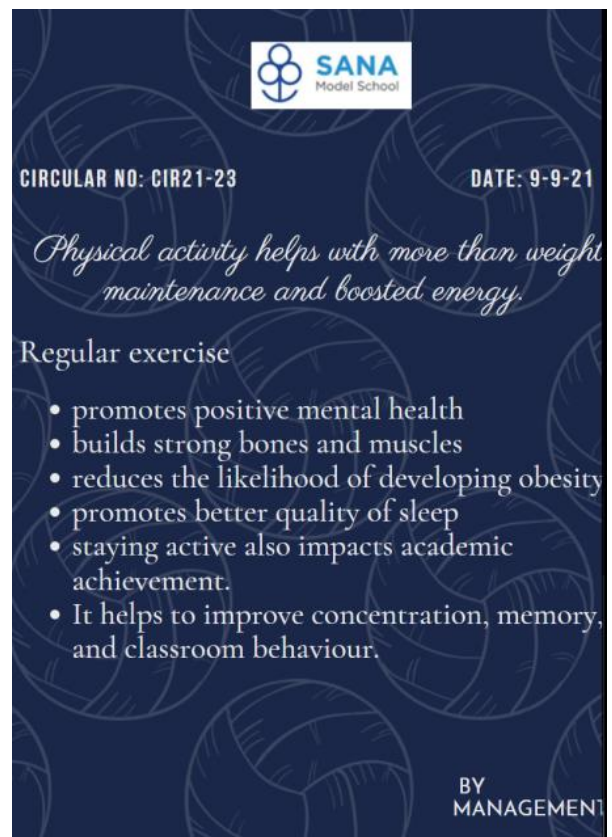 SANA
Model School
CIRCULAR NO: CIR21-23
DATE: 9-9-21
Physical activity helps with more than weight
maintenance and boosted energy.
Regular exercise
• promotes positive mental health
• builds strong bones and muscles
• reduces the likelihood of developing obesity
• promotes better quality of sleep
• staying active also impacts academic
achievement.
• It helps to improve concentration, memory,
and classroom behaviour.
BY
MANAGEMENT